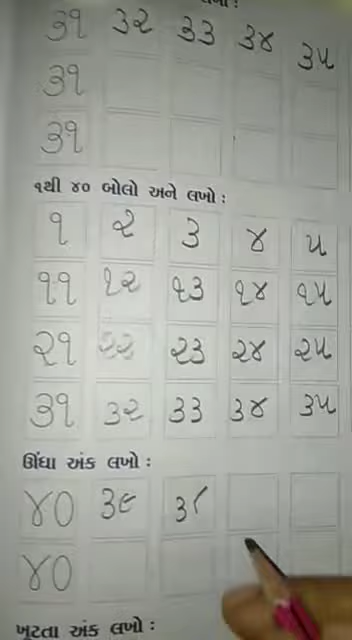 ૩૧ ૩૨ ૩૩ ૩૪ ૩૫
૩૧
૩૧
૧થી ૪૦ બોલો અને લખો :
૧ ૨ ૩ ૪ ૫
૧૧ ૧૨ ૧૩ ૧૪ ૧૫
૨૧ ૨૨ ૨૩ ૨૪ ૨૫
૩૧ ૩૨ ૩૩ ૩૪ ૩૫
ઊંધા અંક લખો :
૪૦ ૩૯ ૩૮
૪૦
ખૂટતા અંક લખો :